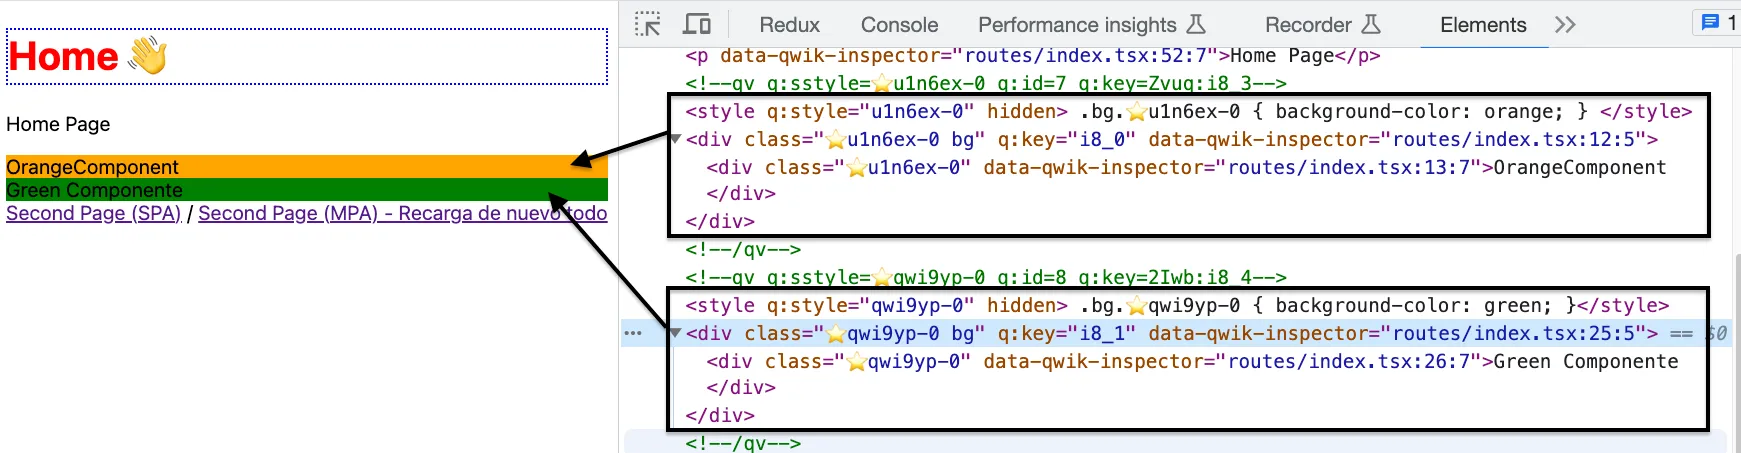 Home 👋
Home Page
OrangeComponent
Green Componente
Second Page (SPA) / Second Page (MPA) - Recarga de nuevo todo
Redux Console Performance insights Recorder Elements 1
<p data-qwik-inspector="routes/index.tsx:52:7">Home Page</p>
<!--qv q:sstyle=⭐️u1n6ex-0 q:id=7 q:key=Zvuq:i8_3-->
<style q:style="u1n6ex-0" hidden> .bg.⭐️u1n6ex-0 { background-color: orange; } </style>
<div class="⭐️u1n6ex-0 bg" q:key="i8_0" data-qwik-inspector="routes/index.tsx:12:5">
<div class="⭐️u1n6ex-0" data-qwik-inspector="routes/index.tsx:13:7">OrangeComponent
</div>
</div>
<!--/qv-->
<!--qv q:sstyle=⭐️qwi9yp-0 q:id=8 q:key=2Iwb:i8_4-->
<style q:style="qwi9yp-0" hidden> .bg.⭐️qwi9yp-0 { background-color: green; }</style>
<div class="⭐️qwi9yp-0 bg" q:key="i8_1" data-qwik-inspector="routes/index.tsx:25:5"> == $0
<div class="⭐️qwi9yp-0" data-qwik-inspector="routes/index.tsx:26:7">Green Componente
</div>
</div>
<!--/qv-->